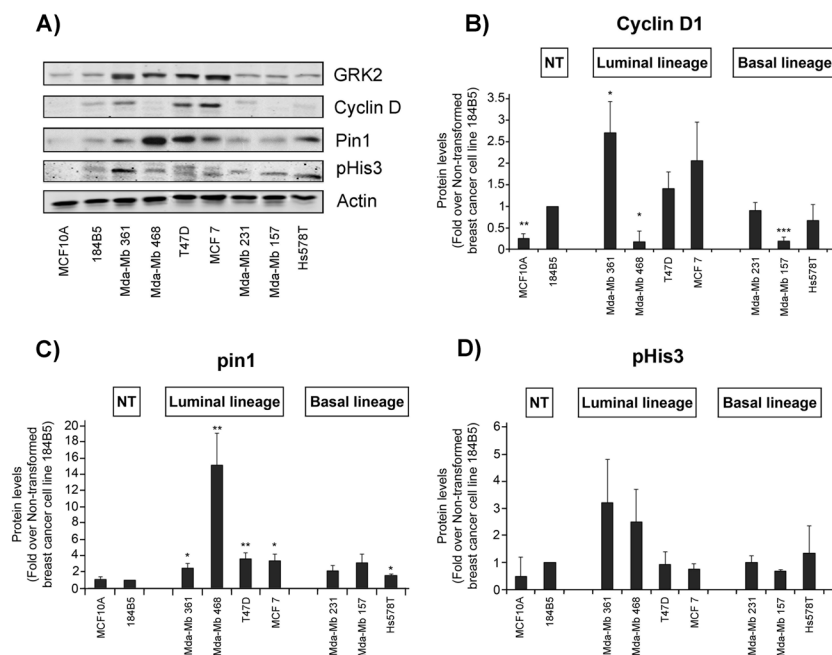 A)
GRK2
Cyclin D
Pin1
pHis3
Actin
MCF10A
184B5
Mda-Mb 361
Mda-Mb 468
T47D
MCF 7
Mda-Mb 231
Mda-Mb 157
Hs578T
B)
Cyclin D1
NT
Luminal lineage
Basal lineage
Protein levels
(Fold over Non-transformed
breast cancer cell line 184B5)
3.5
3
2.5
2
1.5
1
0.5
0
**
*
*
***
MCF10A
184B5
Mda-Mb 361
Mda-Mb 468
T47D
MCF 7
Mda-Mb 231
Mda-Mb 157
Hs578T
C)
pin1
NT
Luminal lineage
Basal lineage
Protein levels
(Fold over Non-transformed
breast cancer cell line 184B5)
20
18
16
14
12
10
8
6
4
2
0
*
**
**
*
*
MCF10A
184B5
Mda-Mb 361
Mda-Mb 468
T47D
MCF 7
Mda-Mb 231
Mda-Mb 157
Hs578T
D)
pHis3
NT
Luminal lineage
Basal lineage
Protein levels
(Fold over Non-transformed
breast cancer cell line 184B5)
6
5
4
3
2
1
0
MCF10A
184B5
Mda-Mb 361
Mda-Mb 468
T47D
MCF 7
Mda-Mb 231
Mda-Mb 157
Hs578T